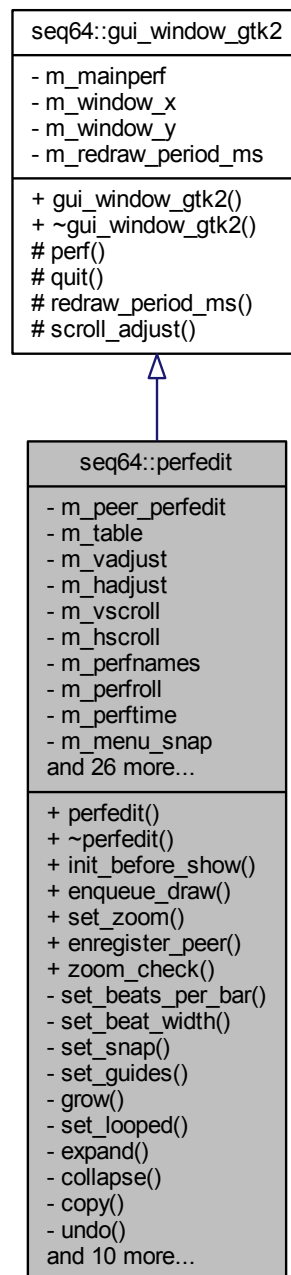 seq64::gui_window_gtk2
- m_mainperf
- m_window_x
- m_window_y
- m_redraw_period_ms
+ gui_window_gtk2()
+ ~gui_window_gtk2()
# perf()
# quit()
# redraw_period_ms()
# scroll_adjust()
seq64::perfedit
- m_peer_perfedit
- m_table
- m_vadjust
- m_hadjust
- m_vscroll
- m_hscroll
- m_perfnames
- m_perfroll
- m_perftime
- m_menu_snap
and 26 more...
+ perfedit()
+ ~perfedit()
+ init_before_show()
+ enqueue_draw()
+ set_zoom()
+ enregister_peer()
+ zoom_check()
- set_beats_per_bar()
- set_beat_width()
- set_snap()
- set_guides()
- grow()
- set_looped()
- expand()
- collapse()
- copy()
- undo()
and 10 more...